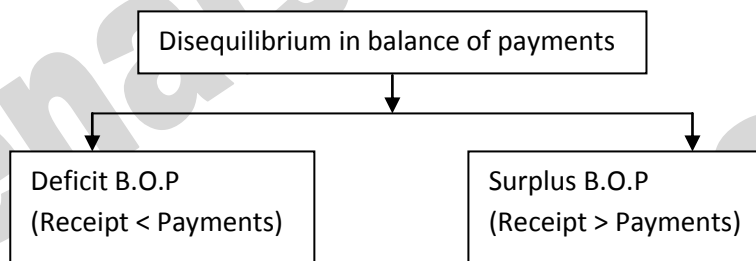 Disequilibrium in balance of payments
Deficit B.O.P
(Receipt < Payments)
Surplus B.O.P
(Receipt > Payments)